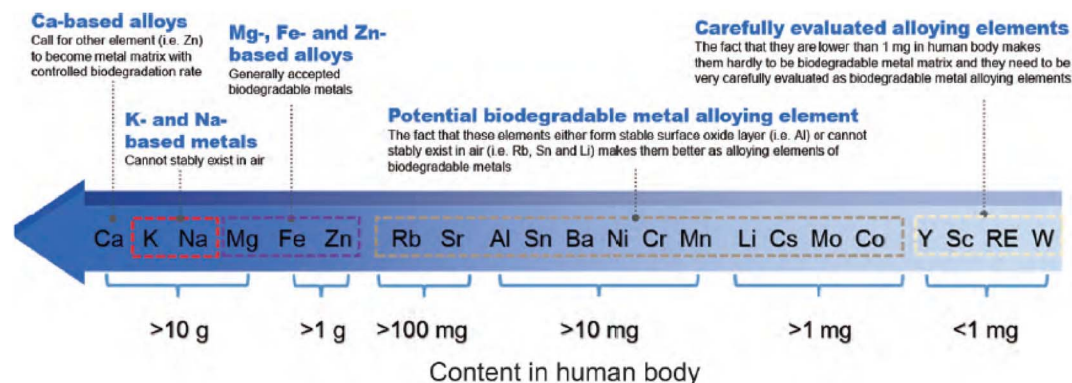 Ca-based alloys
Call for other element (i.e. Zn)
to become metal matrix with
controlled biodegradation rate
K- and Na-
based metals
Cannot stably exist in air
Mg-, Fe- and Zn-
based alloys
Generally accepted
biodegradable metals
Potential biodegradable metal alloying element
The fact that these elements either form stable surface oxide layer (i.e. Al) or cannot
stably exist in air (i.e. Rb, Sn and Li) makes them better as alloying elements of
biodegradable metals
Carefully evaluated alloying elements
The fact that they are lower than 1 mg in human body makes
them hardly to be biodegradable metal matrix and they need to be
very carefully evaluated as biodegradable metal alloying elements
Ca K Na Mg Fe Zn Rb Sr Al Sn Ba Ni Cr Mn Li Cs Mo Co Y Sc RE W
>10 g >1 g >100 mg >10 mg >1 mg <1 mg
Content in human body